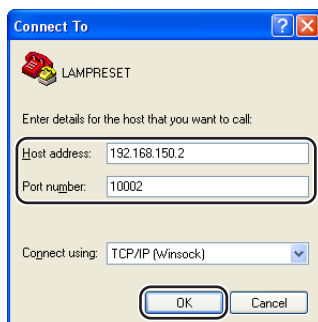 Connect To
LAMPRESET
Enter details for the host that you want to call:
Host address: 192.168.150.2
Port number: 10002
Connect using: TCP/IP (Winsock)
OK Cancel